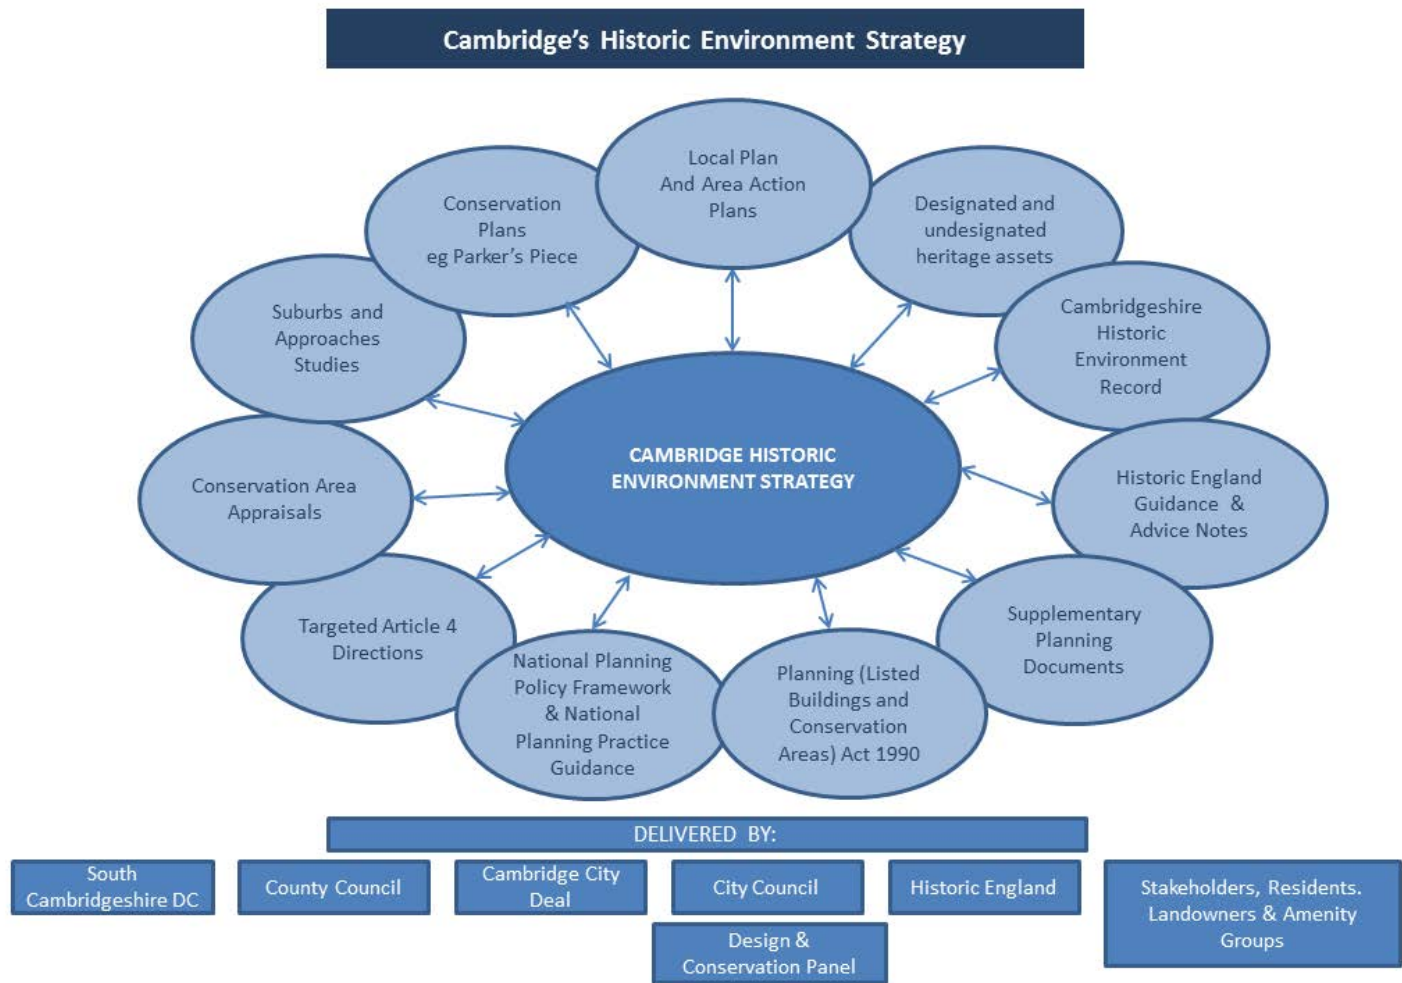 Cambridge's Historic Environment Strategy
Local Plan
And Area Action
Plans
Designated and
undesignated
heritage assets
Cambridgeshire
Historic
Environment
Record
Historic England
Guidance &
Advice Notes
Supplementary
Planning
Documents
Planning (Listed
Buildings and
Conservation
Areas) Act 1990
National Planning
Policy Framework
& National
Planning Practice
Guidance
Targeted Article 4
Directions
Conservation Area
Appraisals
Suburbs and
Approaches
Studies
Conservation
Plans
eg Parker's Piece
CAMBRIDGE HISTORIC
ENVIRONMENT STRATEGY
DELIVERED BY:
South
Cambridgeshire DC
County Council
Cambridge City
Deal
City Council
Historic England
Stakeholders, Residents.
Landowners & Amenity
Groups
Design &
Conservation Panel